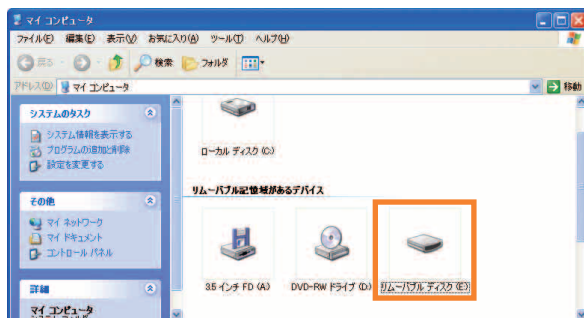 マイ コンピュータ
ファイル(F) 編集(E) 表示(V) お気に入り(A) ツール(T) ヘルプ(H)
戻る 検索 フォルダ
アドレス(D) マイ コンピュータ 移動
システムのタスク
システム情報を表示する
プログラムの追加と削除
設定を変更する
ローカル ディスク (C:)
リムーバブル記憶域があるデバイス
その他
マイ ネットワーク
マイ ドキュメント
コントロール パネル
3.5 インチ FD (A:)
DVD-RW ドライブ (D:)
リムーバブル ディスク (E:)
詳細
マイ コンピュータ
システム フォルダ